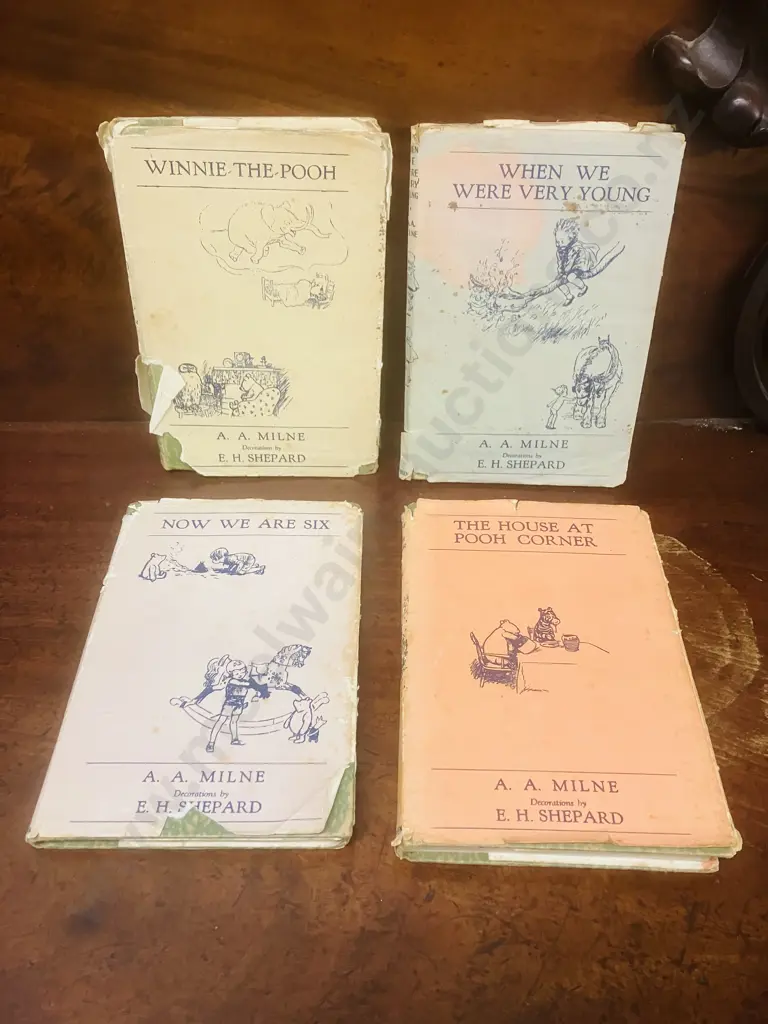 WINNIE-THE-POOH
A. A. MILNE
Decorations by
E. H. SHEPARD
WHEN WE
WERE VERY YOUNG
A. A. MILNE
Decorations by
E. H. SHEPARD
NOW WE ARE SIX
A. A. MILNE
Decorations by
E. H. SHEPARD
THE HOUSE AT
POOH CORNER
A. A. MILNE
Decorations by
E. H. SHEPARD